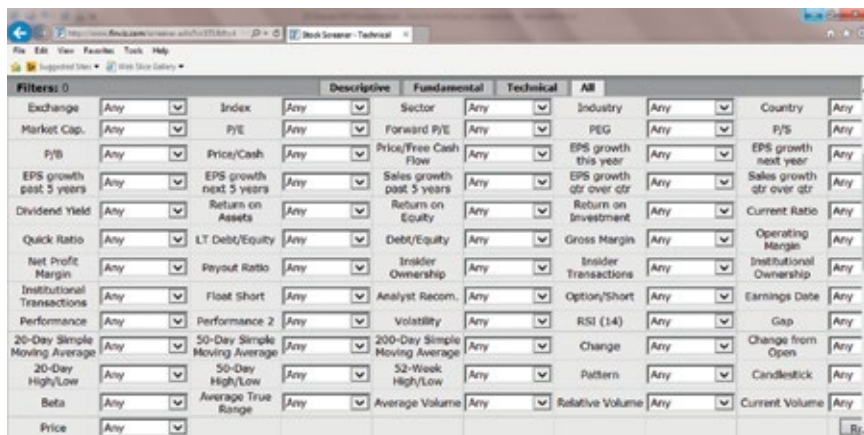 Stock Screener - Technical
File Edit View Favorites Tools Help
Suggested Sites Web Slice Gallery
Filters: 0 Descriptive Fundamental Technical All
Exchange Any Index Any Sector Any Industry Any Country Any
Market Cap. Any P/E Any Forward P/E Any PEG Any P/S Any
P/B Any Price/Cash Any Price/Free Cash Flow Any EPS growth this year Any EPS growth next year Any
EPS growth past 5 years Any EPS growth next 5 years Any Sales growth past 5 years Any EPS growth qtr over qtr Any Sales growth qtr over qtr Any
Dividend Yield Any Return on Assets Any Return on Equity Any Return on Investment Any Current Ratio Any
Quick Ratio Any LT Debt/Equity Any Debt/Equity Any Gross Margin Any Operating Margin Any
Net Profit Margin Any Payout Ratio Any Insider Ownership Any Insider Transactions Any Institutional Ownership Any
Institutional Transactions Any Float Short Any Analyst Recom. Any Option/Short Any Earnings Date Any
Performance Any Performance 2 Any Volatility Any RSI (14) Any Gap Any
20-Day Simple Moving Average Any 50-Day Simple Moving Average Any 200-Day Simple Moving Average Any Change Any Change from Open Any
20-Day High/Low Any 50-Day High/Low Any 52-Week High/Low Any Pattern Any Candlestick Any
Beta Any Average True Range Any Average Volume Any Relative Volume Any Current Volume Any
Price Any